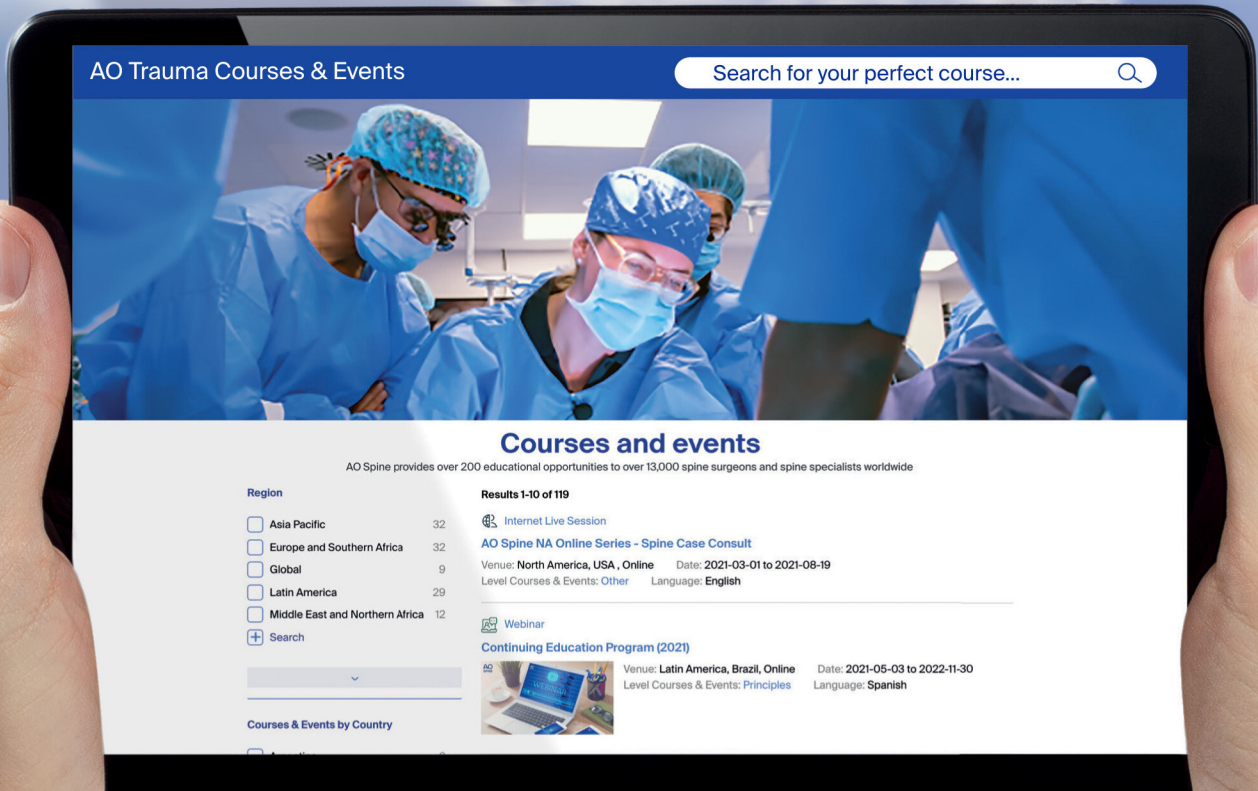 AO Trauma Courses & Events
Search for your perfect course...
Courses and events
AO Spine provides over 200 educational opportunities to over 13,000 spine surgeons and spine specialists worldwide
Region
Asia Pacific 32
Europe and Southern Africa 32
Global 9
Latin America 29
Middle East and Northern Africa 12
Search
Courses & Events by Country
Results 1-10 of 119
Internet Live Session
AO Spine NA Online Series - Spine Case Consult
Venue: North America, USA , Online Date: 2021-03-01 to 2021-08-19
Level Courses & Events: Other Language: English
Webinar
Continuing Education Program (2021)
AO
WEBINAR
Venue: Latin America, Brazil, Online Date: 2021-05-03 to 2022-11-30
Level Courses & Events: Principles Language: Spanish